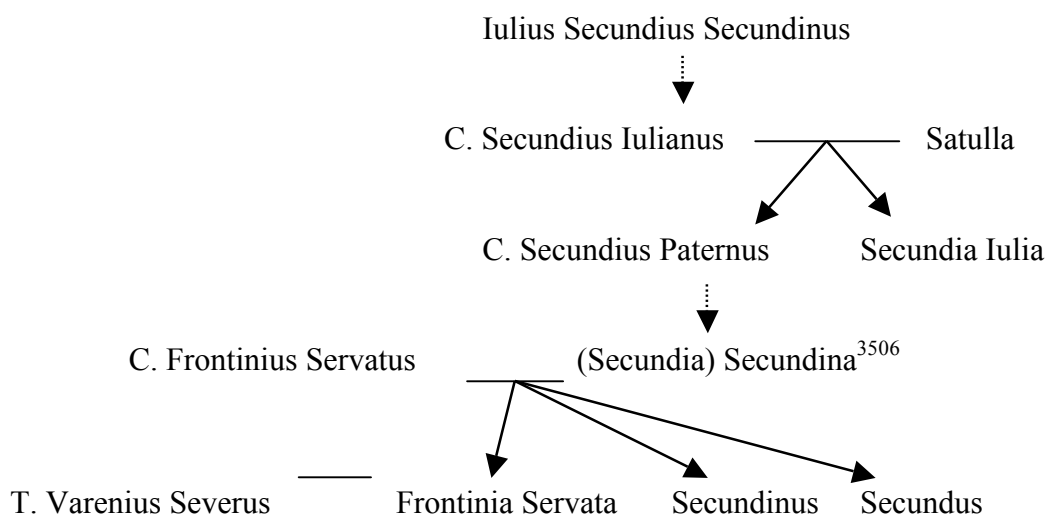 Iulius Secundius Secundinus
C. Secundius Iulianus Satulla
C. Secundius Paternus Secundia Iulia
C. Frontinius Servatus (Secundia) Secundina3506
T. Varenius Severus Frontinia Servata Secundinus Secundus